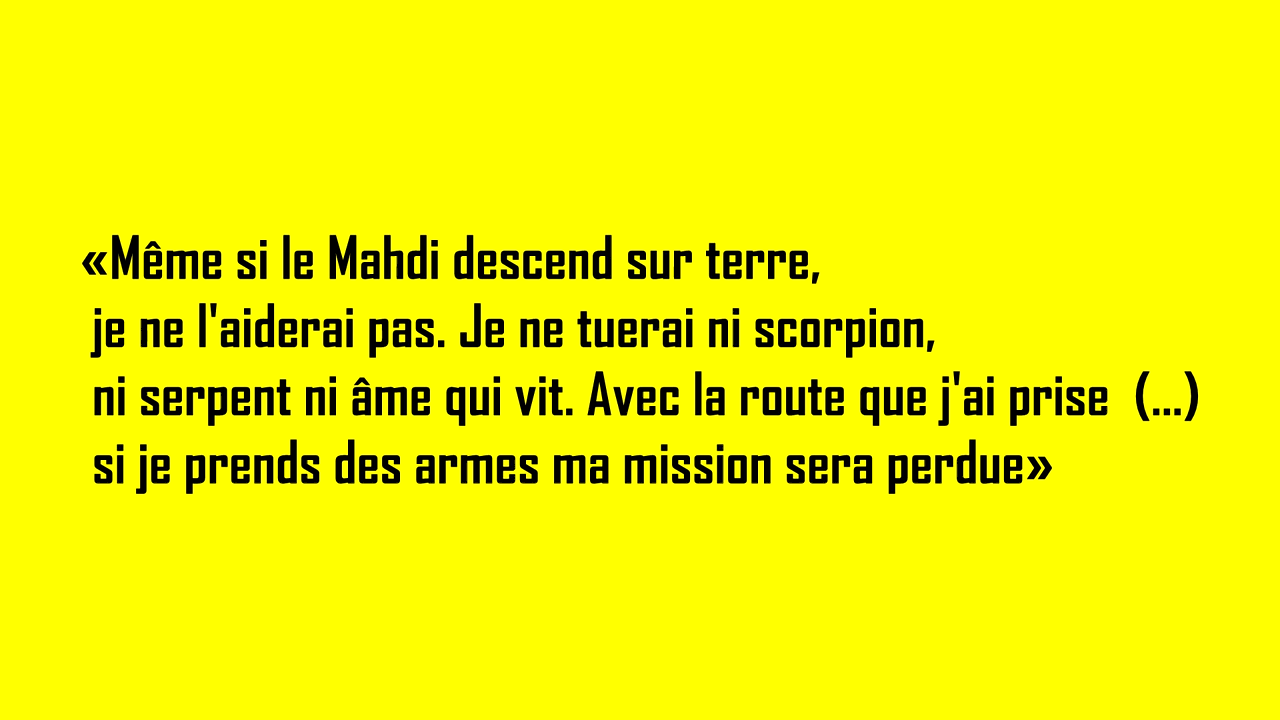 «Même si le Mahdi descend sur terre,
je ne l'aiderai pas. Je ne tuerai ni scorpion,
ni serpent ni âme qui vit. Avec la route que j'ai prise (...)
si je prends des armes ma mission sera perdue»